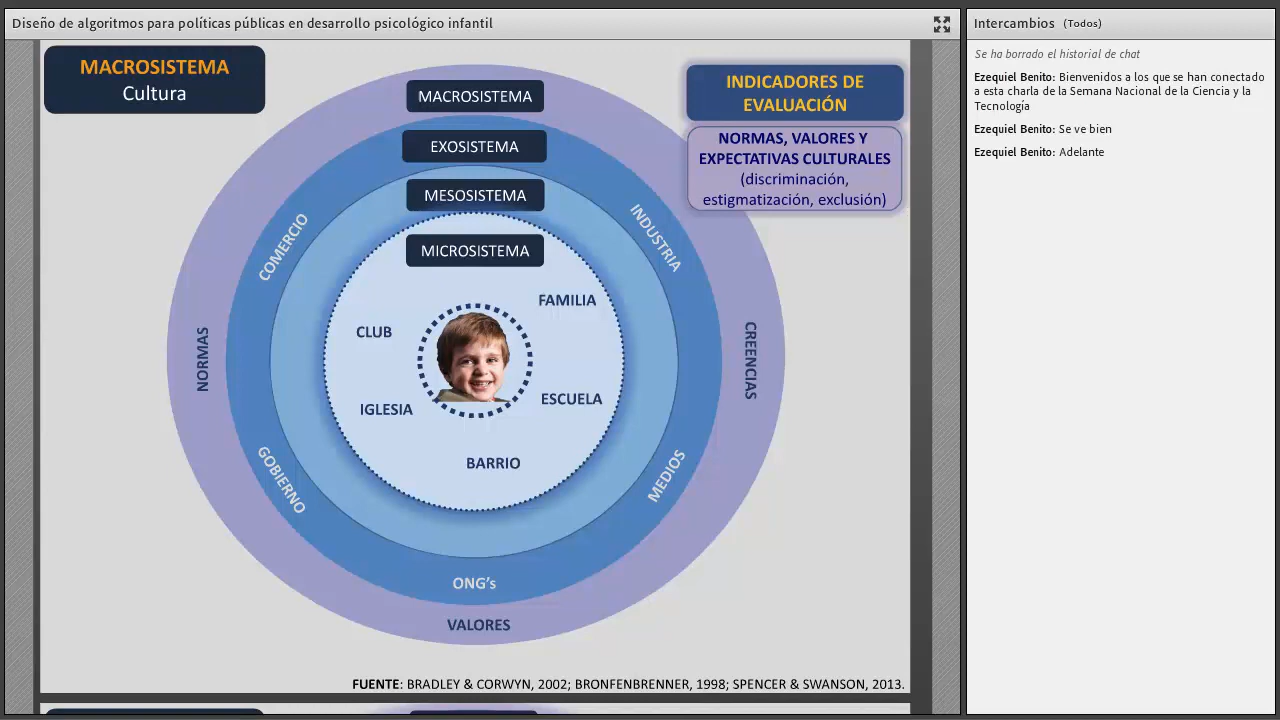 Diseño de algoritmos para políticas públicas en desarrollo psicológico infantil
MACROSISTEMA
Cultura
MACROSISTEMA
EXOSISTEMA
MESOSISTEMA
MICROSISTEMA
INDICADORES DE
EVALUACIÓN
NORMAS, VALORES Y
EXPECTATIVAS CULTURALES
(discriminación,
estigmatización, exclusión)
COMERCIO
INDUSTRIA
FAMILIA
CLUB
NORMAS
CREENCIAS
ESCUELA
IGLESIA
BARRIO
GOBIERNO
MEDIOS
ONG's
VALORES
FUENTE: BRADLEY & CORWYN, 2002; BRONFENBRENNER, 1998; SPENCER & SWANSON, 2013.
Intercambios (Todos)
Se ha borrado el historial de chat
Ezequiel Benito: Bienvenidos a los que se han conectado
a esta charla de la Semana Nacional de la Ciencia y la
Tecnología
Ezequiel Benito: Se ve bien
Ezequiel Benito: Adelante